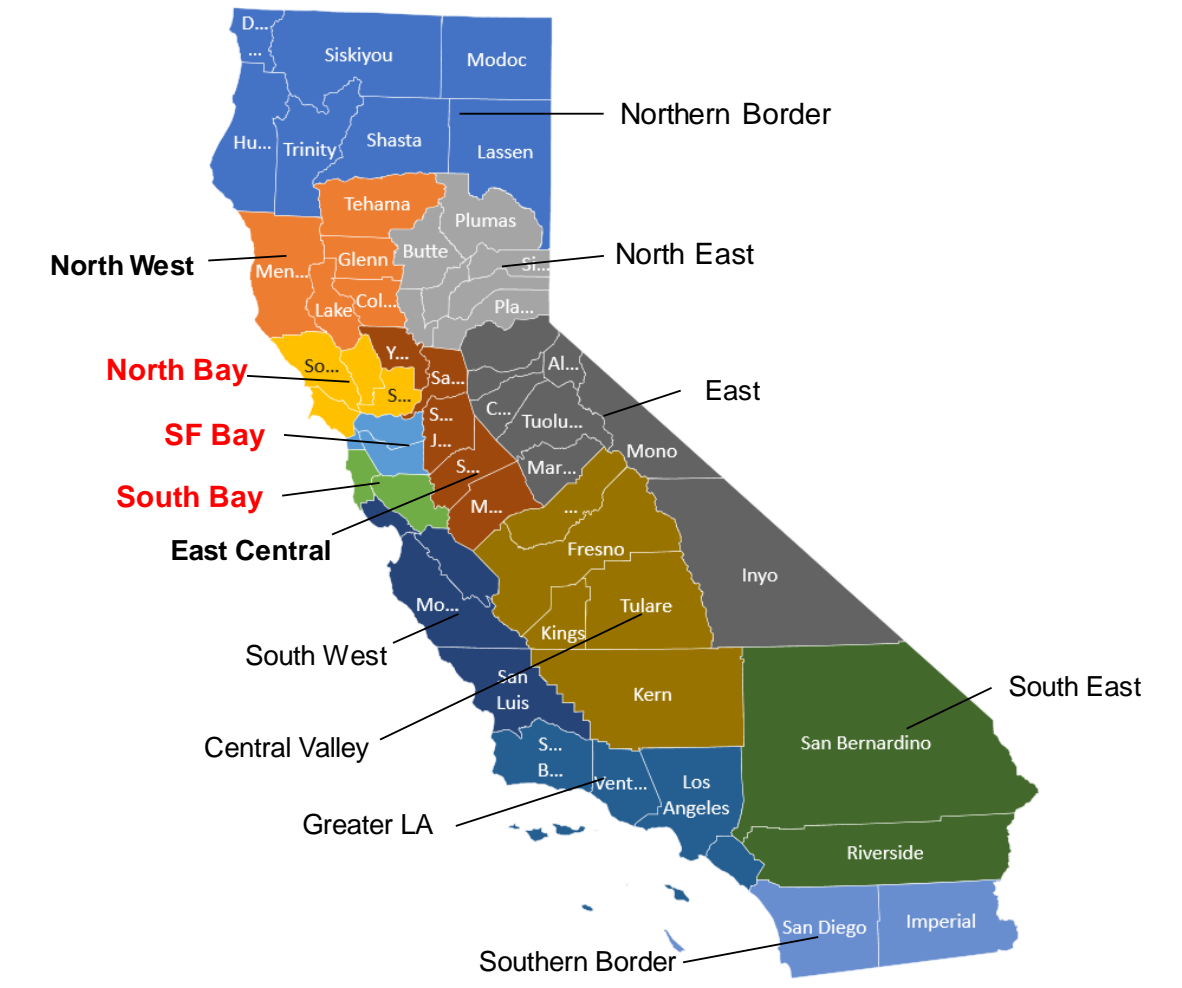 D...
...
Siskiyou
Modoc
Northern Border
Hu...
Trinity
Shasta
Lassen
Tehama
Plumas
North West
Men...
Glenn
Butte
Si...
North East
Lake
Col...
Pla...
North Bay
So...
Y...
S...
Sa...
Al...
East
C...
Tuolu...
SF Bay
S...
J...
Mono
South Bay
S...
Mar...
M...
...
East Central
Fresno
Inyo
Mo...
Tulare
Kings
South West
San
Luis
Kern
South East
Central Valley
S...
B...
San Bernardino
Vent...
Los
Angeles
Greater LA
Riverside
San Diego
Imperial
Southern Border